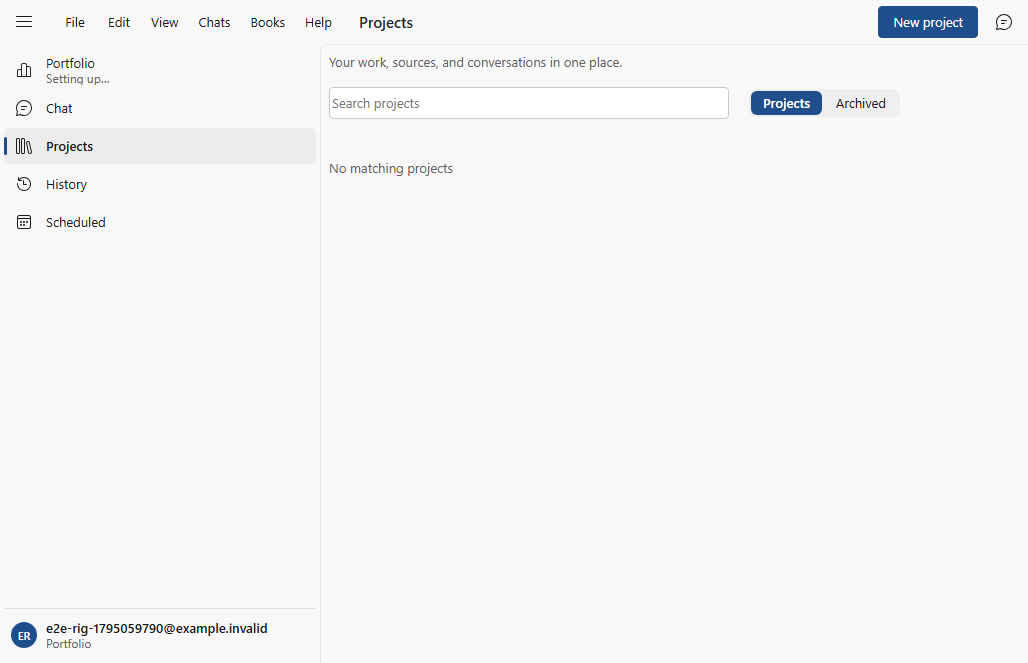 File Edit View Chats Books Help Projects New project
Portfolio
Setting up...
Chat
Projects
History
Scheduled
Your work, sources, and conversations in one place.
Search projects
Projects Archived
No matching projects
ER
e2e-rig-1795059790@example.invalid
Portfolio